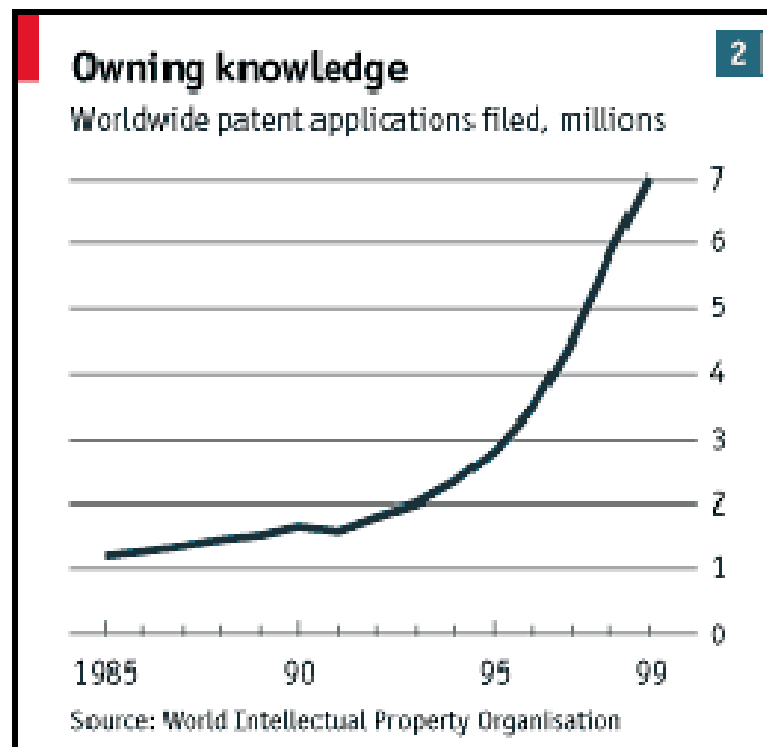 2
Owning knowledge
Worldwide patent applications filed, millions
7
6
5
4
3
2
1
0
1985 90 95 99
Source: World Intellectual Property Organisation